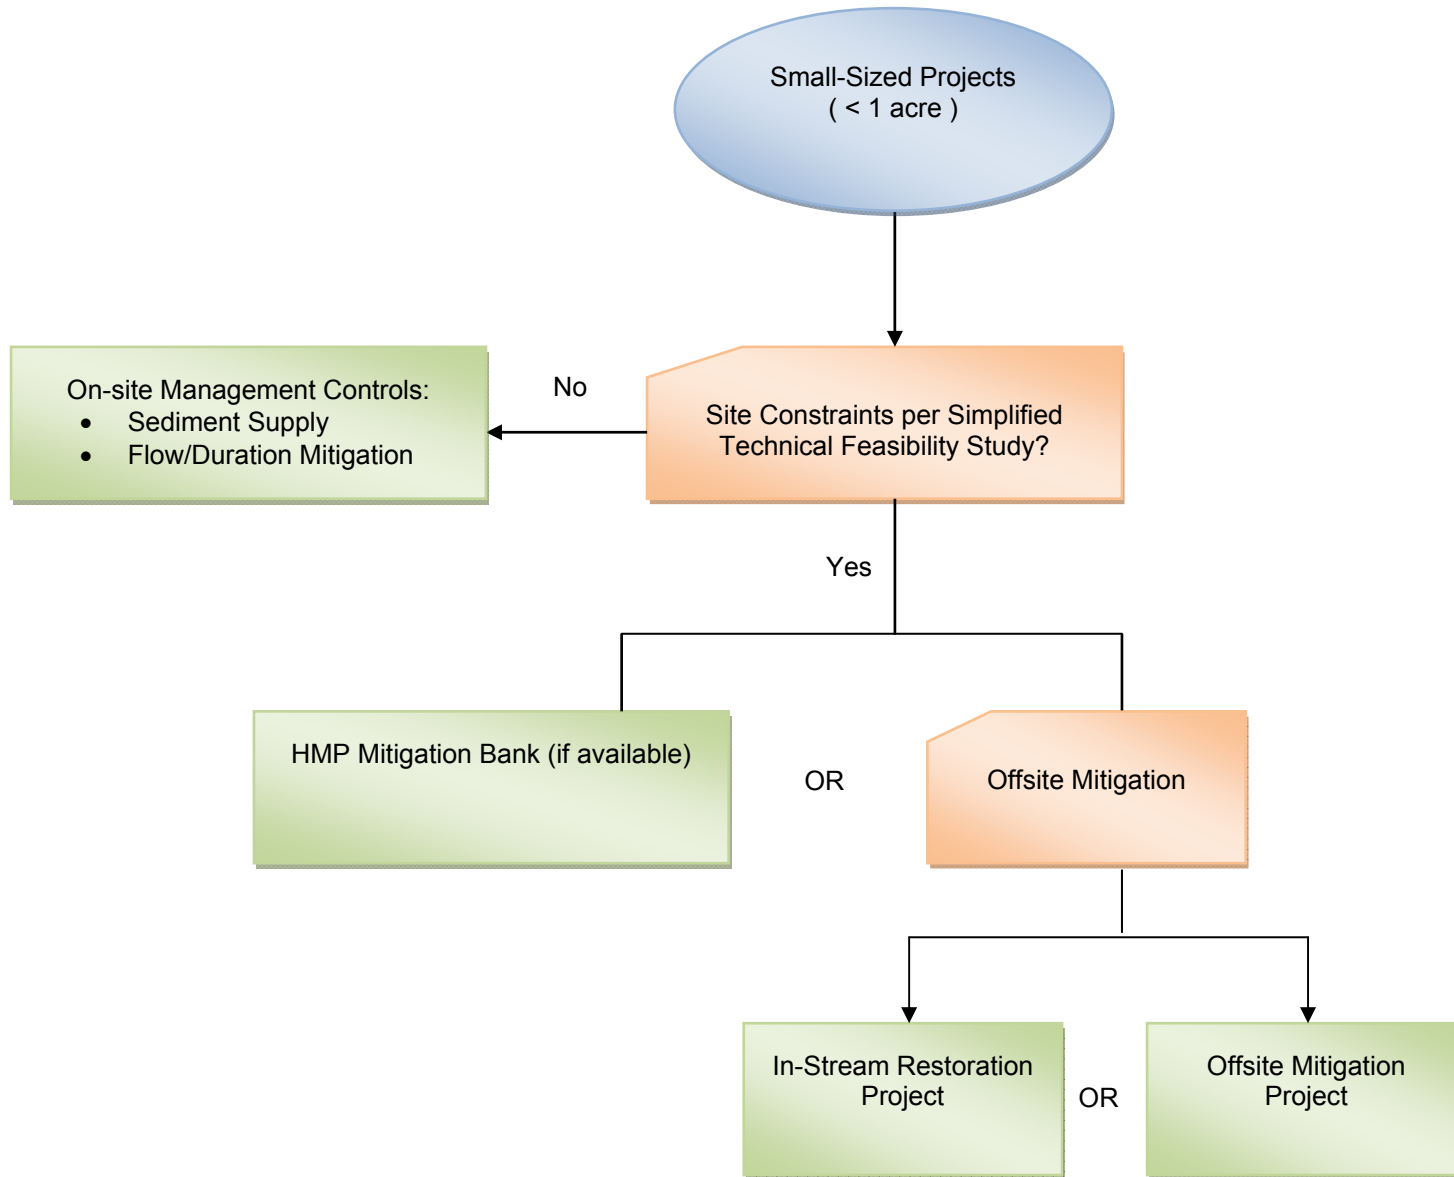 Small-Sized Projects
( < 1 acre )
No
On-site Management Controls:
• Sediment Supply
• Flow/Duration Mitigation
Site Constraints per Simplified
Technical Feasibility Study?
Yes
HMP Mitigation Bank (if available)
OR
Offsite Mitigation
In-Stream Restoration
Project
OR
Offsite Mitigation
Project